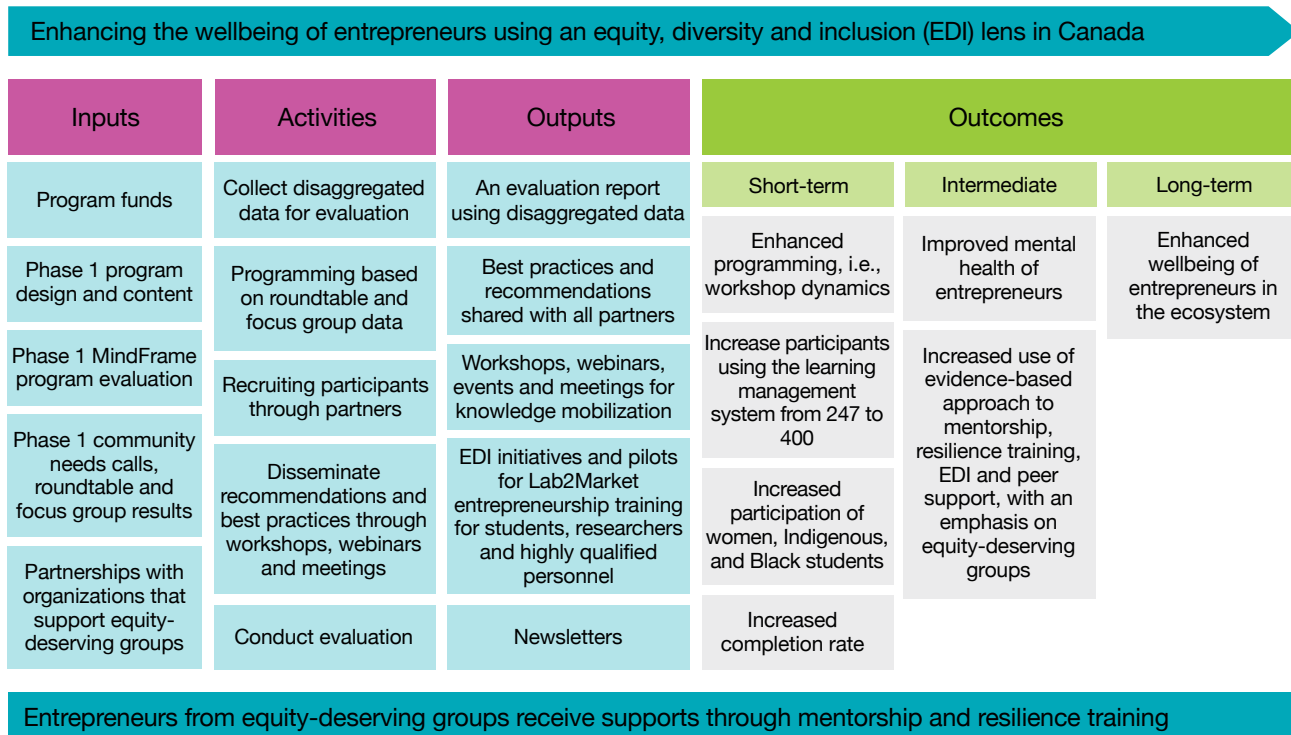 Enhancing the wellbeing of entrepreneurs using an equity, diversity and inclusion (EDI) lens in Canada
Inputs
Program funds
Phase 1 program
design and content
Phase 1 MindFrame
program evaluation
Phase 1 community
needs calls,
roundtable and
focus group results
Partnerships with
organizations that
support equity-
deserving groups
Activities
Collect disaggregated
data for evaluation
Programming based
on roundtable and
focus group data
Recruiting participants
through partners
Disseminate
recommendations and
best practices through
workshops, webinars
and meetings
Conduct evaluation
Outputs
An evaluation report
using disaggregated data
Best practices and
recommendations
shared with all partners
Workshops, webinars,
events and meetings for
knowledge mobilization
EDI initiatives and pilots
for Lab2Market
entrepreneurship training
for students, researchers
and highly qualified
personnel
Newsletters
Outcomes
Short-term
Enhanced
programming, i.e.,
workshop dynamics
Increase participants
using the learning
management
system from 247 to
400
Increased
participation of
women, Indigenous,
and Black students
Increased
completion rate
Intermediate
Improved mental
health of
entrepreneurs
Increased use of
evidence-based
approach to
mentorship,
resilience training,
EDI and peer
support, with an
emphasis on
equity-deserving
groups
Long-term
Enhanced
wellbeing of
entrepreneurs in
the ecosystem
Entrepreneurs from equity-deserving groups receive supports through mentorship and resilience training